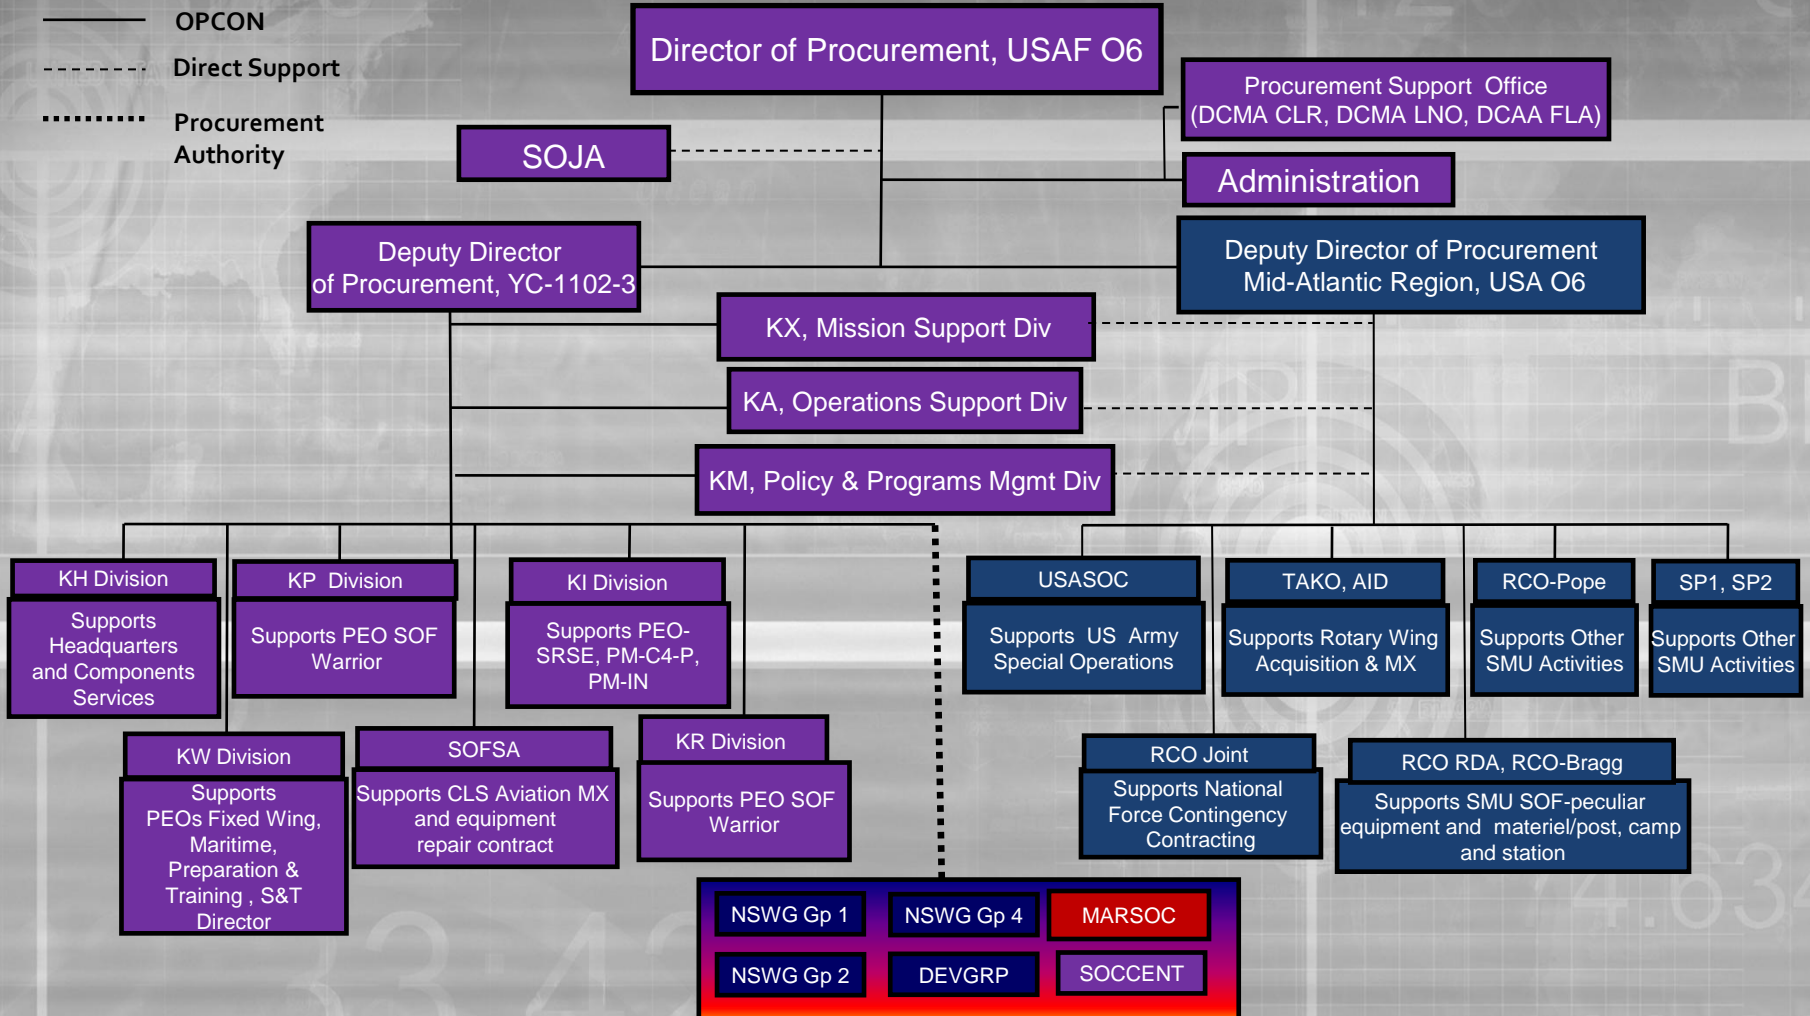 OPCON
Direct Support
Procurement
Authority
Director of Procurement, USAF O6
Procurement Support Office
(DCMA CLR, DCMA LNO, DCAA FLA)
SOJA
Administration
Deputy Director
of Procurement, YC-1102-3
Deputy Director of Procurement
Mid-Atlantic Region, USA O6
KX, Mission Support Div
KA, Operations Support Div
KM, Policy & Programs Mgmt Div
KH Division
Supports
Headquarters
and Components
Services
KP Division
Supports PEO SOF
Warrior
KI Division
Supports PEO-
SRSE, PM-C4-P,
PM-IN
USASOC
Supports US Army
Special Operations
TAKO, AID
Supports Rotary Wing
Acquisition & MX
RCO-Pope
Supports Other
SMU Activities
SP1, SP2
Supports Other
SMU Activities
KW Division
Supports
PEOs Fixed Wing,
Maritime,
Preparation &
Training , S&T
Director
SOFSA
Supports CLS Aviation MX
and equipment
repair contract
KR Division
Supports PEO SOF
Warrior
RCO Joint
Supports National
Force Contingency
Contracting
RCO RDA, RCO-Bragg
Supports SMU SOF-peculiar
equipment and materiel/post, camp
and station
NSWG Gp 1
NSWG Gp 4
MARSOC
NSWG Gp 2
DEVGRP
SOCCENT